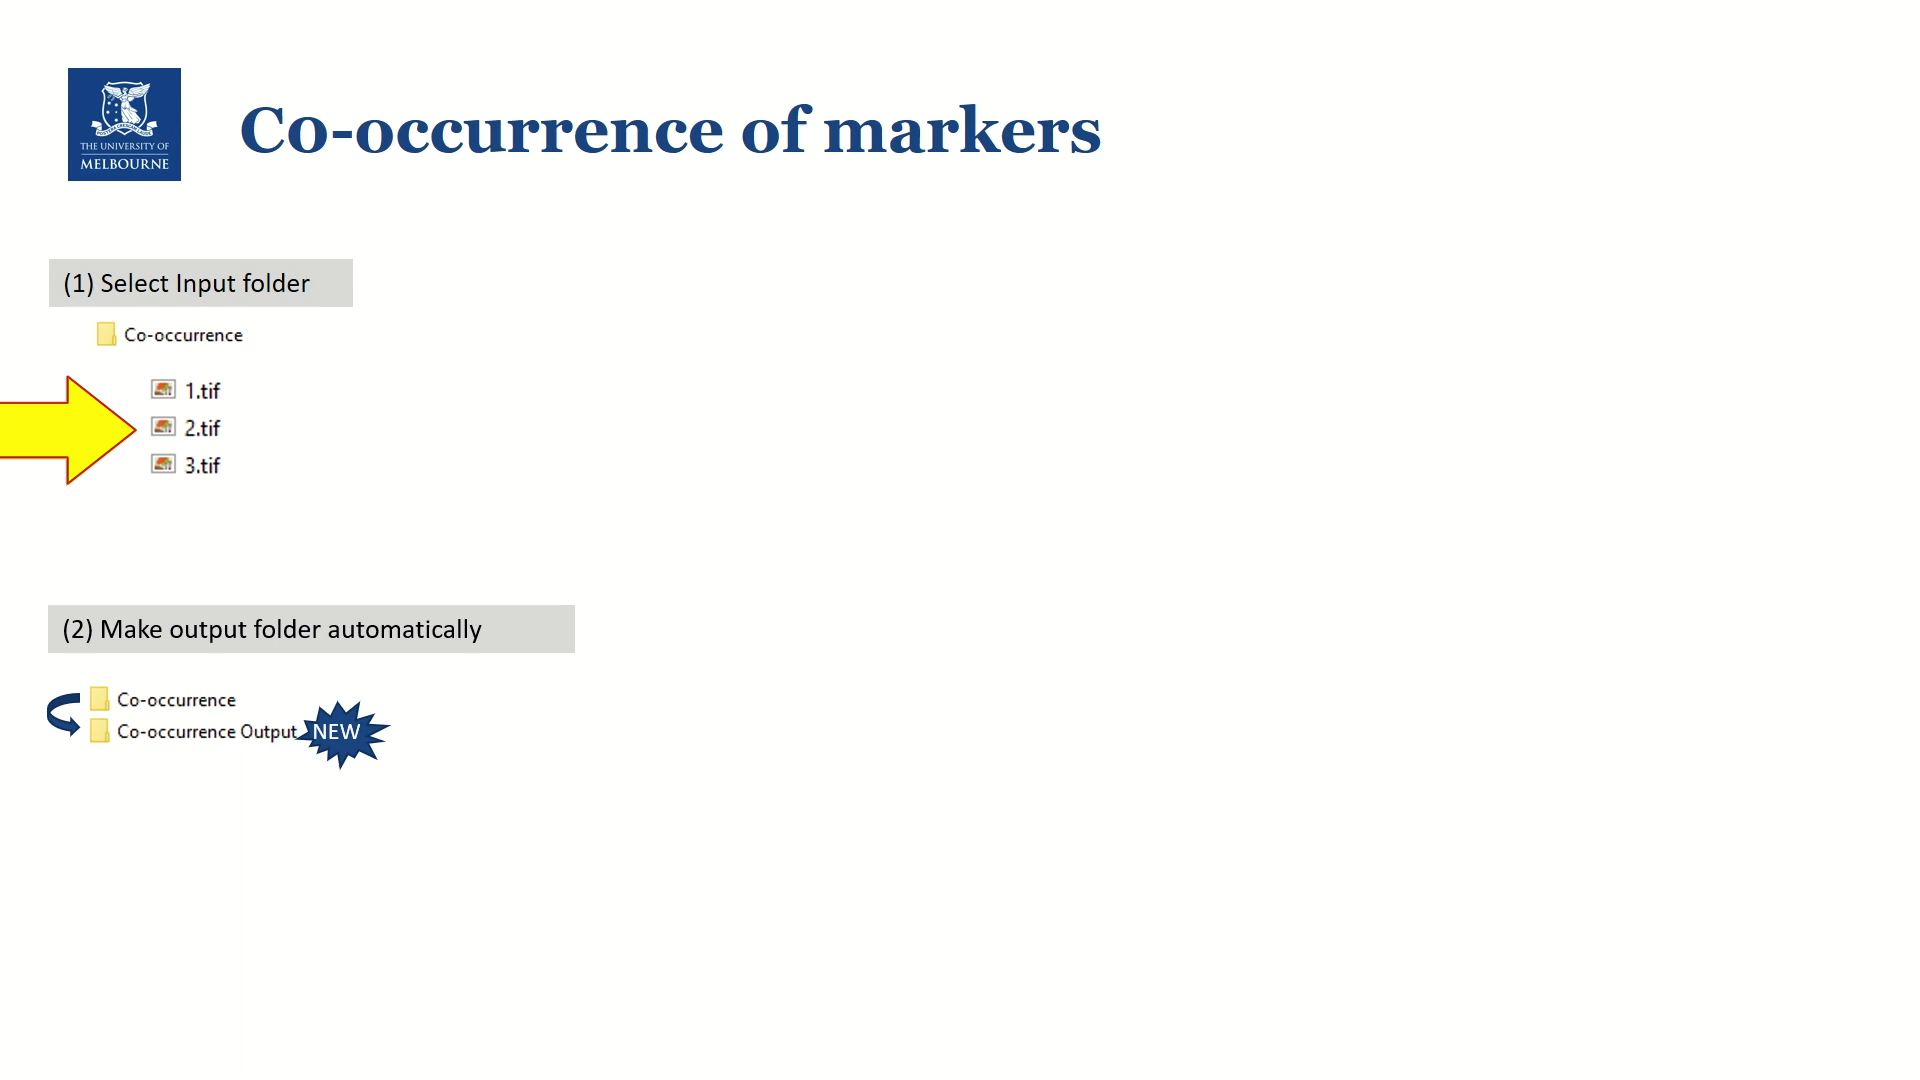 THE UNIVERSITY OF
MELBOURNE
Co-occurrence of markers
(1) Select Input folder
Co-occurrence
1.tif
2.tif
3.tif
(2) Make output folder automatically
Co-occurrence
Co-occurrence Output
NEW